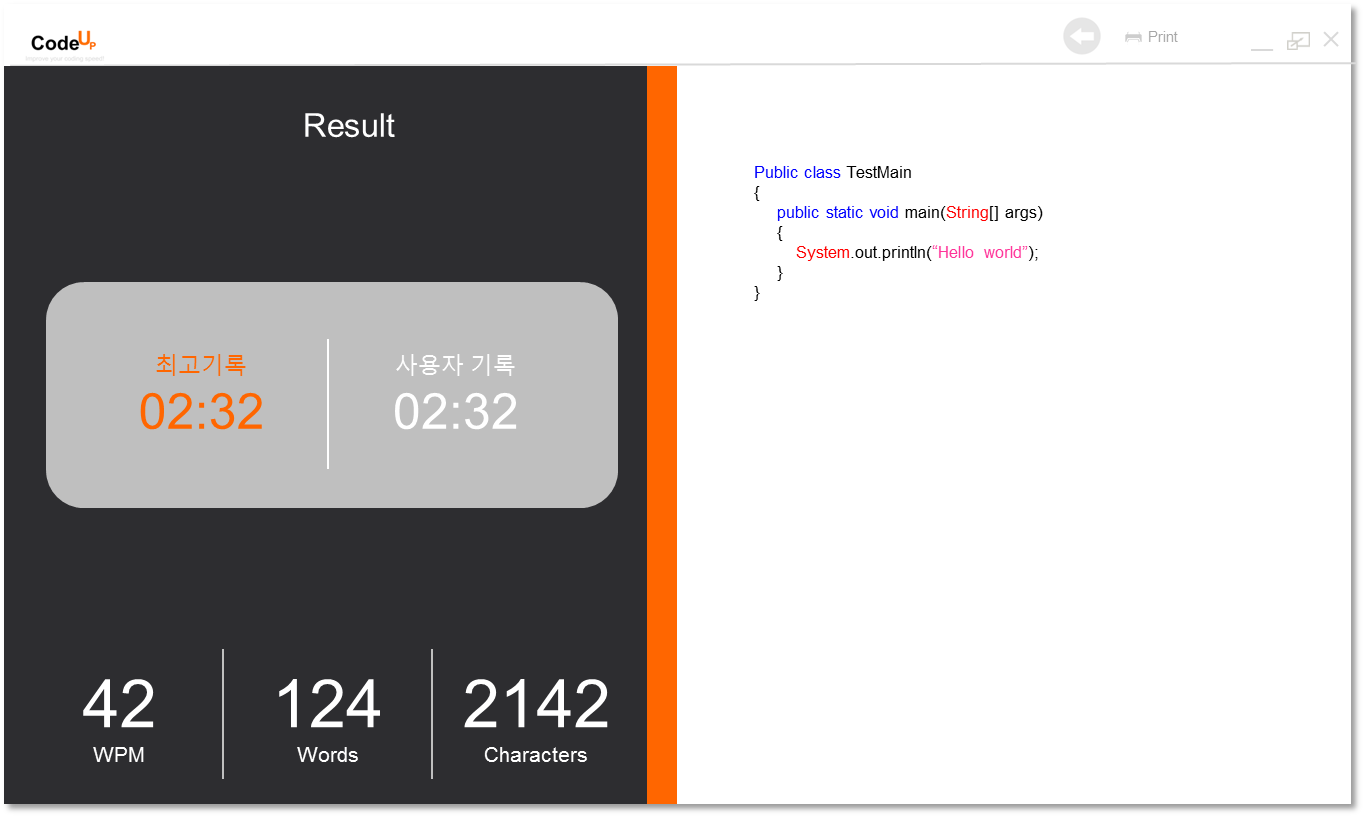 CodeUP
Improve your coding speed!
Print
Result
최고기록
02:32
사용자 기록
02:32
42
WPM
124
Words
2142
Characters
Public class TestMain
{
public static void main(String[] args)
{
System.out.println(“Hello world”);
}
}